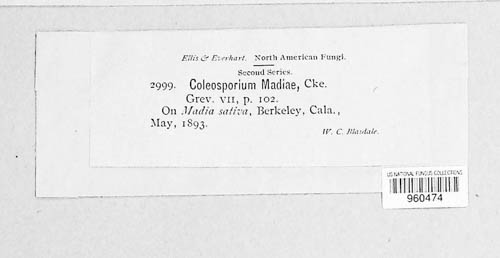 Ellis & Everhart. North American Fungi.
Second Series.
2999. Coleosporium Madiae, Cke.
Grev. VII, p. 102.
On Madia sativa, Berkeley, Cala.,
May, 1893.
W. C. Blasdale.
US NATIONAL FUNGUS COLLECTIONS
960474